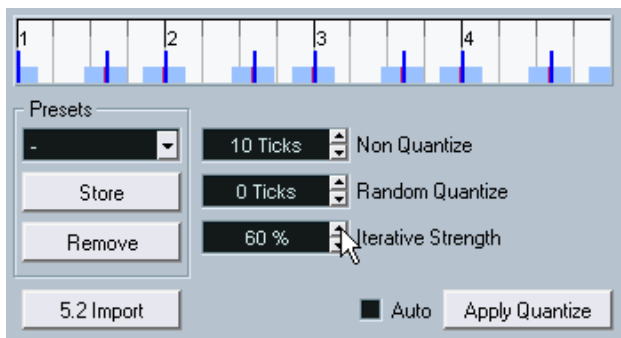 1 2 3 4
Presets
-
10 Ticks Non Quantize
Store
0 Ticks Random Quantize
Remove
60 % Iterative Strength
5.2 Import
Auto
Apply Quantize